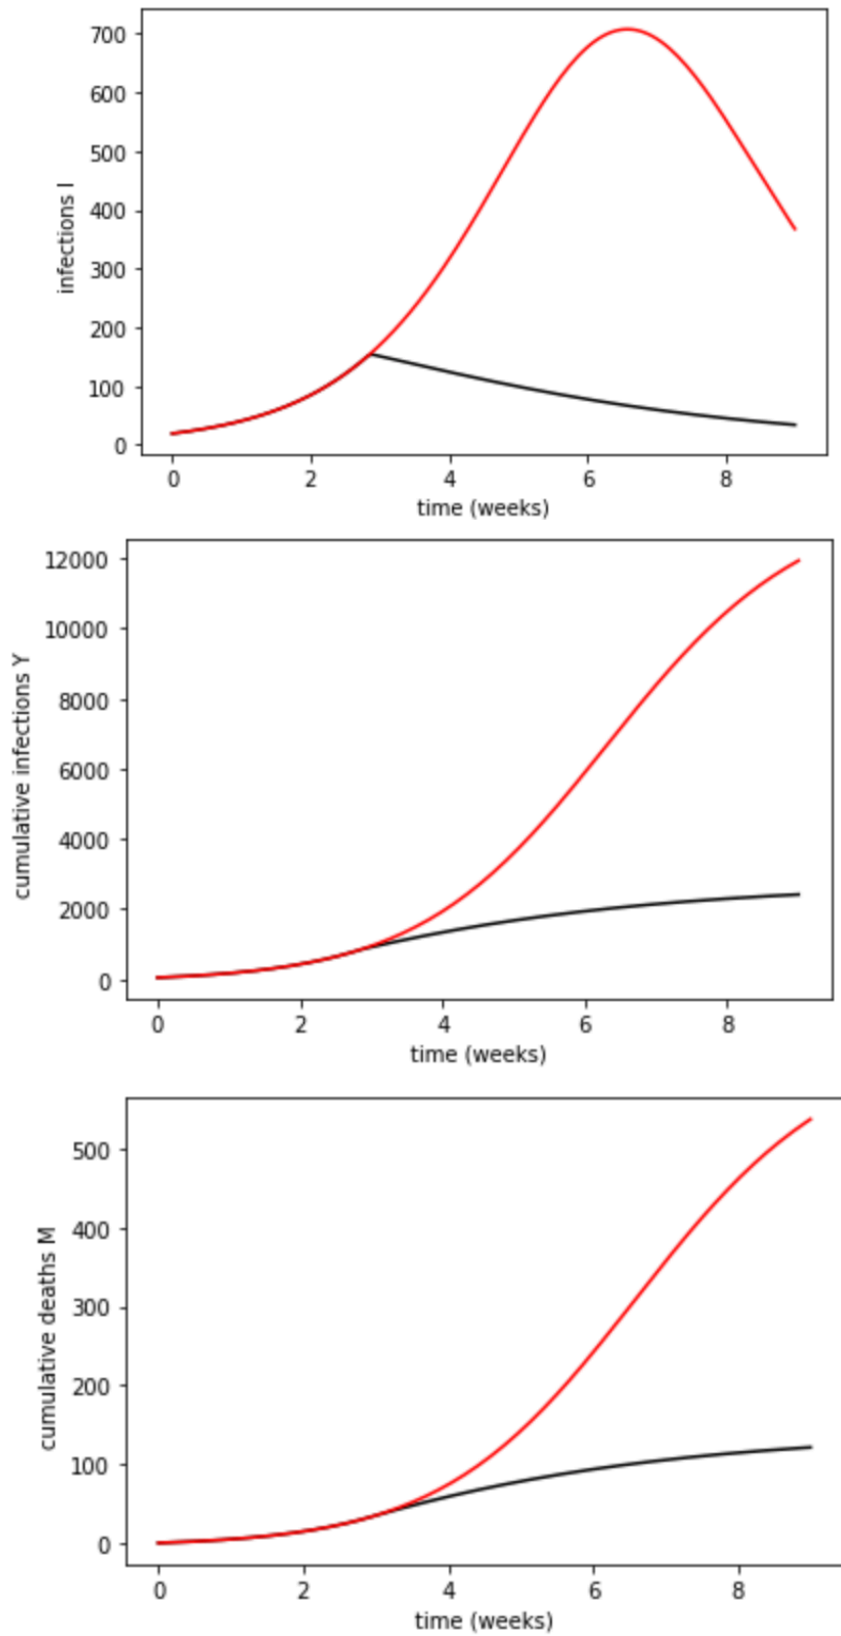 700
600
500
400
300
200
100
0
infections I
0 2 4 6 8
time (weeks)
12000
10000
8000
6000
4000
2000
0
cumulative infections Y
0 2 4 6 8
time (weeks)
500
400
300
200
100
0
cumulative deaths M
0 2 4 6 8
time (weeks)